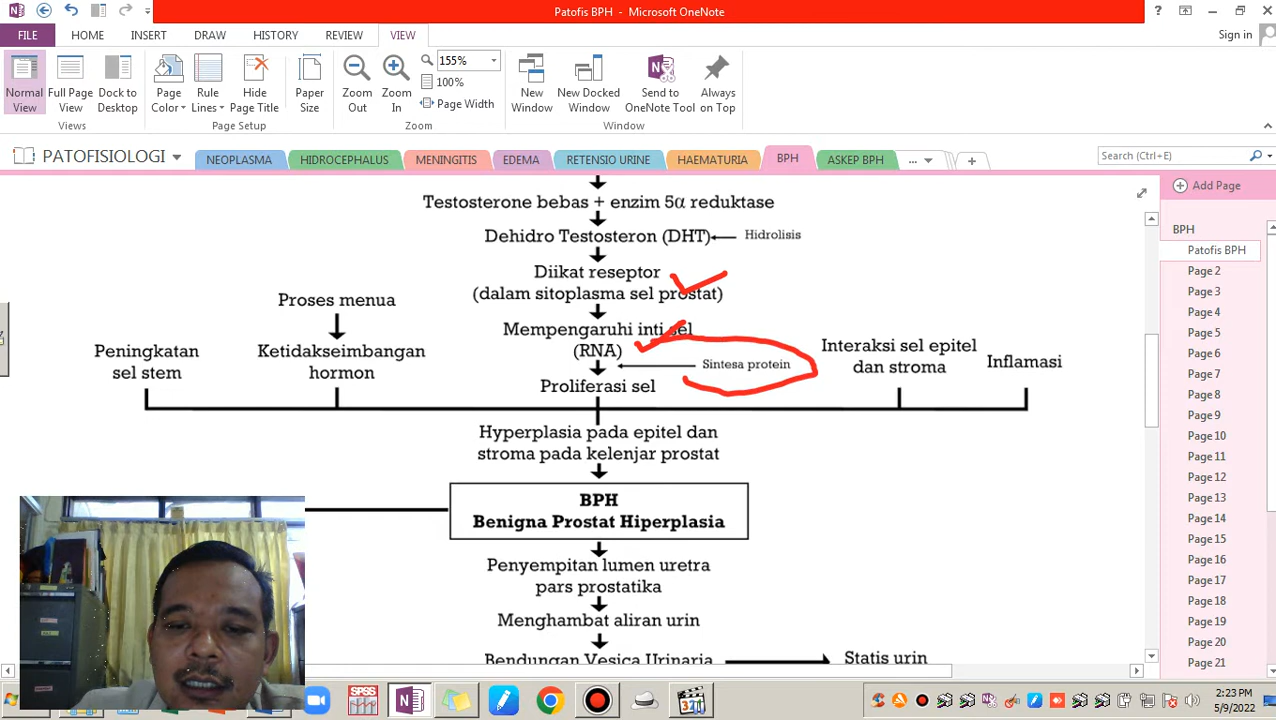 Patofis BPH - Microsoft OneNote
?
FILE
HOME
INSERT
DRAW
HISTORY
REVIEW
VIEW
Sign in
Normal
View
Full Page
View
Dock to
Desktop
Page
Color
Rule
Lines
Hide
Page Title
Paper
Size
Zoom
Out
Zoom
In
155%
100%
Page Width
New
Window
New Docked
Window
Send to
OneNote Tool
Always
on Top
Views
Page Setup
Zoom
Window
PATOFISIOLOGI
NEOPLASMA
HIDROCEPHALUS
MENINGITIS
EDEMA
RETENSIO URINE
HAEMATURIA
BPH
ASKEP BPH
...
Search (Ctrl+E)
Testosterone bebas + enzim 5α reduktase
Dehidro Testosteron (DHT)
Hidrolisis
Diikat reseptor
(dalam sitoplasma sel prostat)
Proses menua
Mempengaruhi inti sel
(RNA)
Peningkatan
sel stem
Ketidakseimbangan
hormon
Sintesa protein
Interaksi sel epitel
dan stroma
Inflamasi
Proliferasi sel
Hyperplasia pada epitel dan
stroma pada kelenjar prostat
BPH
Benigna Prostat Hiperplasia
Penyempitan lumen uretra
pars prostatika
Menghambat aliran urin
Bendungan Vesica Urinaria
Statis urin
Add Page
BPH
Patofis BPH
Page 2
Page 3
Page 4
Page 5
Page 6
Page 7
Page 8
Page 9
Page 10
Page 11
Page 12
Page 13
Page 14
Page 15
Page 16
Page 17
Page 18
Page 19
Page 20
Page 21
SPSS
321
2:23 PM
5/9/2022